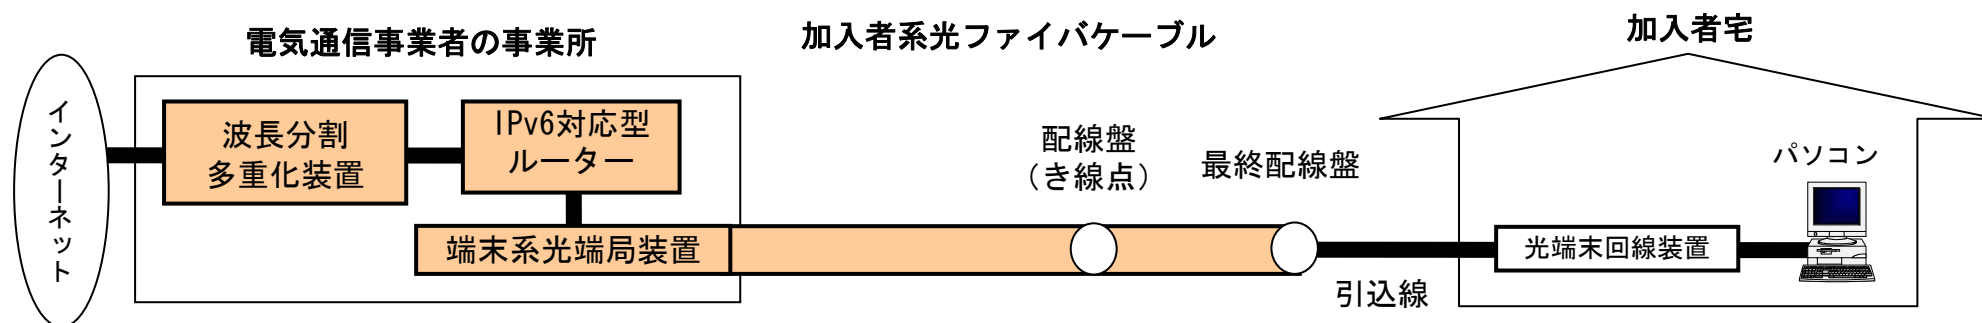 電気通信事業者の事業所
加入者系光ファイバケーブル
加入者宅
インターネット
波長分割
多重化装置
IPv6対応型
ルーター
端末系光端局装置
配線盤
（き線点）
最終配線盤
引込線
光端末回線装置
パソコン